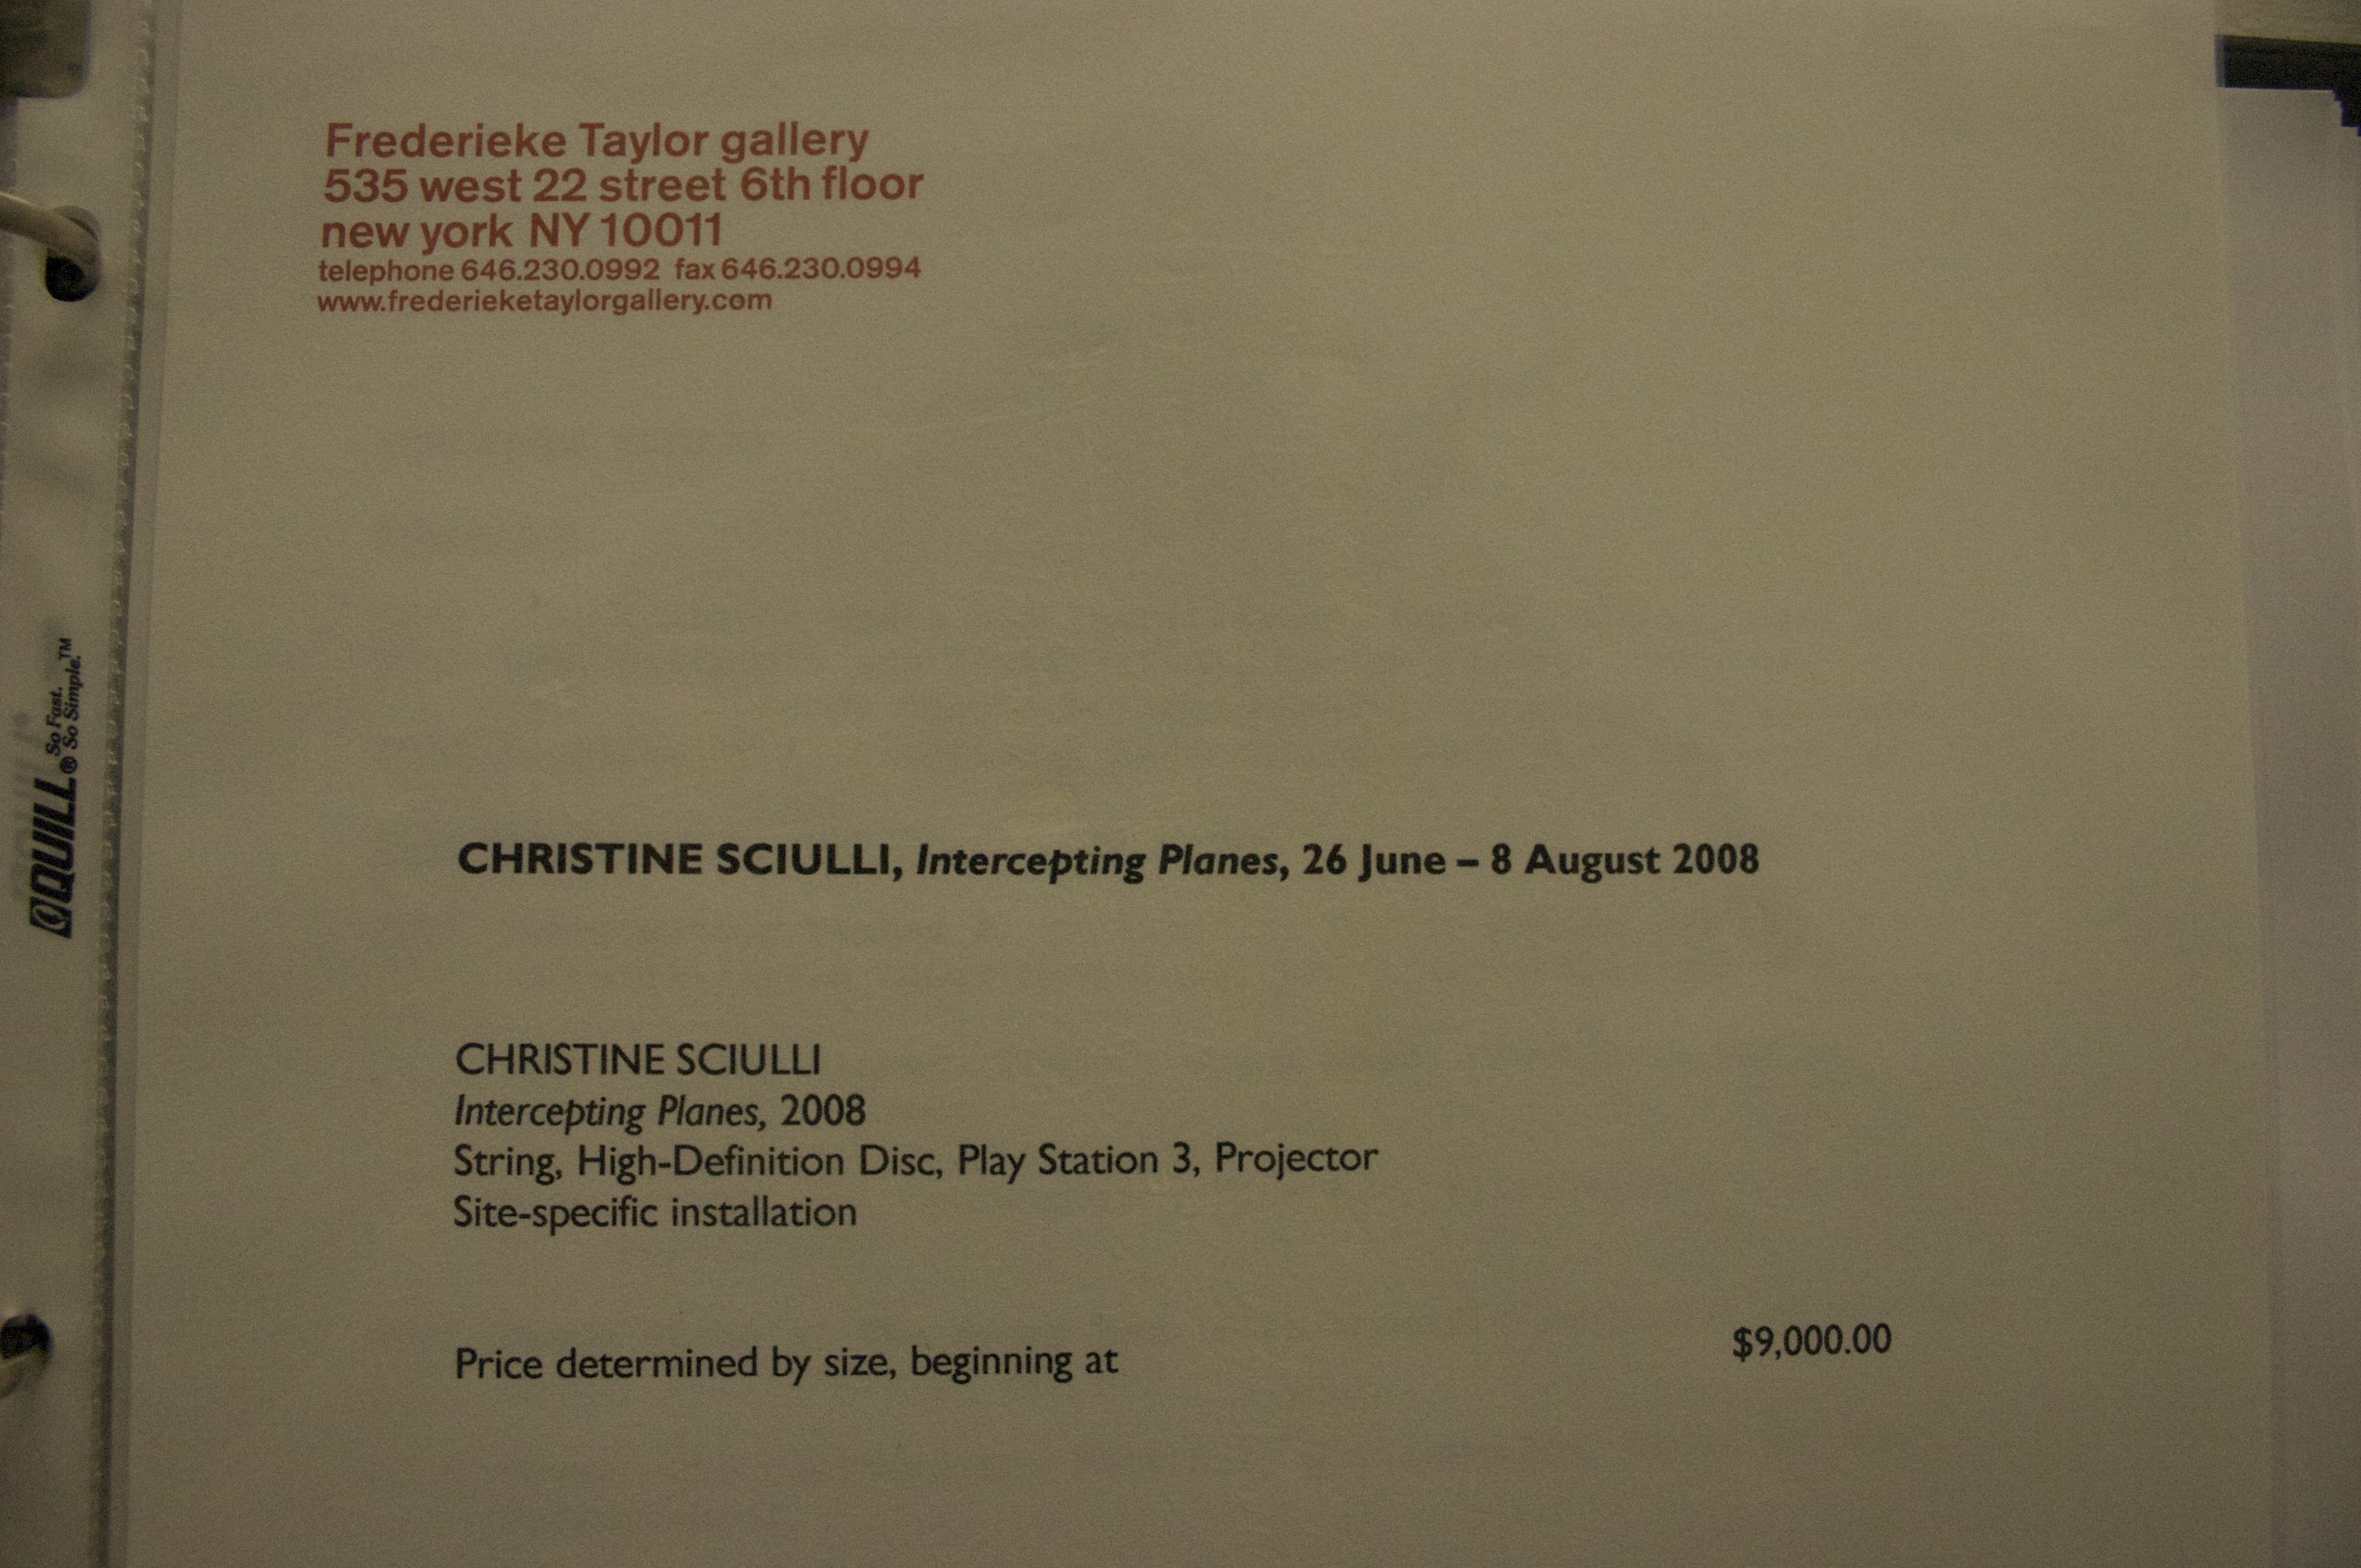 Frederieke Taylor gallery
535 west 22 street 6th floor
new york NY 10011
telephone 646.230.0992 fax 646.230.0994
www.frederieketaylorgallery.com
QUILL® So Fast. So Simple.™
CHRISTINE SCIULLI, Intercepting Planes, 26 June – 8 August 2008
CHRISTINE SCIULLI
Intercepting Planes, 2008
String, High-Definition Disc, Play Station 3, Projector
Site-specific installation
Price determined by size, beginning at $9,000.00